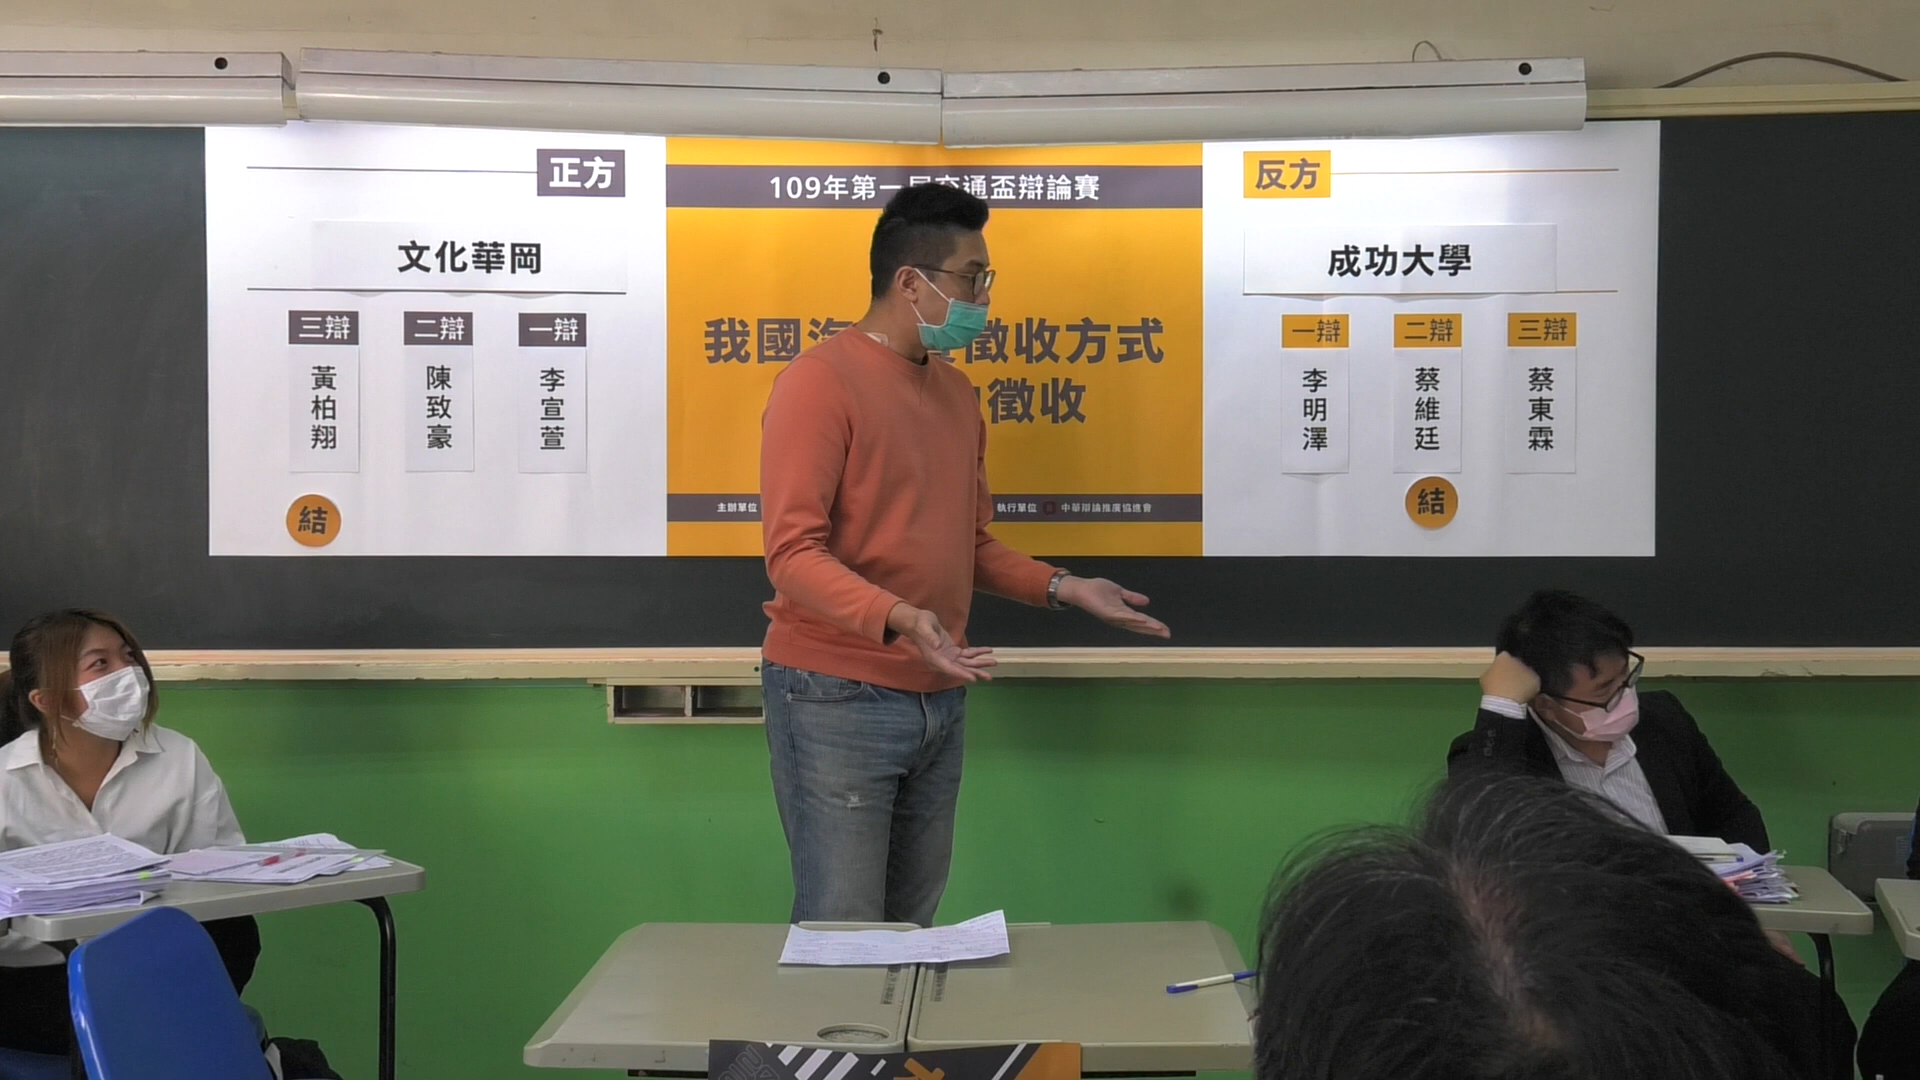 正方
文化華岡
三辯 二辯 一辯
黃柏翔
陳致豪
李宣萱
結
109年第一屆交通盃辯論賽
我國 徵收方式
徵收
主辦單位
執行單位 中華辯論推廣協進會
反方
成功大學
一辯 二辯 三辯
李明澤
蔡維廷
蔡東霖
結